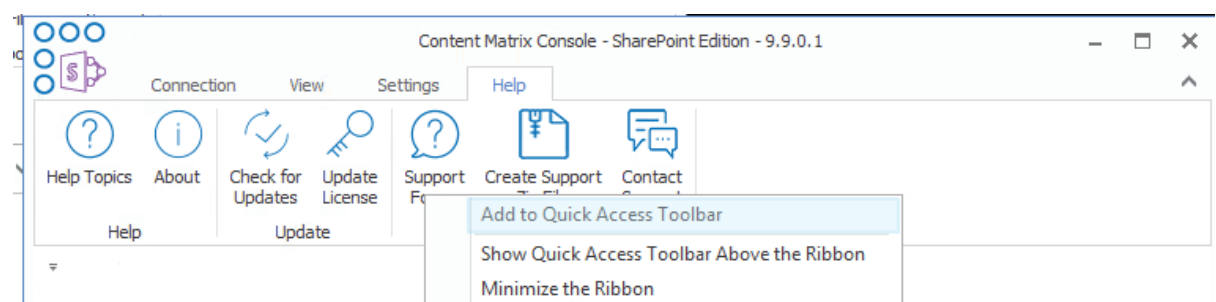 Content Matrix Console - SharePoint Edition - 9.9.0.1
Connection View Settings Help
Help Topics About Check for Updates Update License Support Create Support Contact
Help Update
Add to Quick Access Toolbar
Show Quick Access Toolbar Above the Ribbon
Minimize the Ribbon